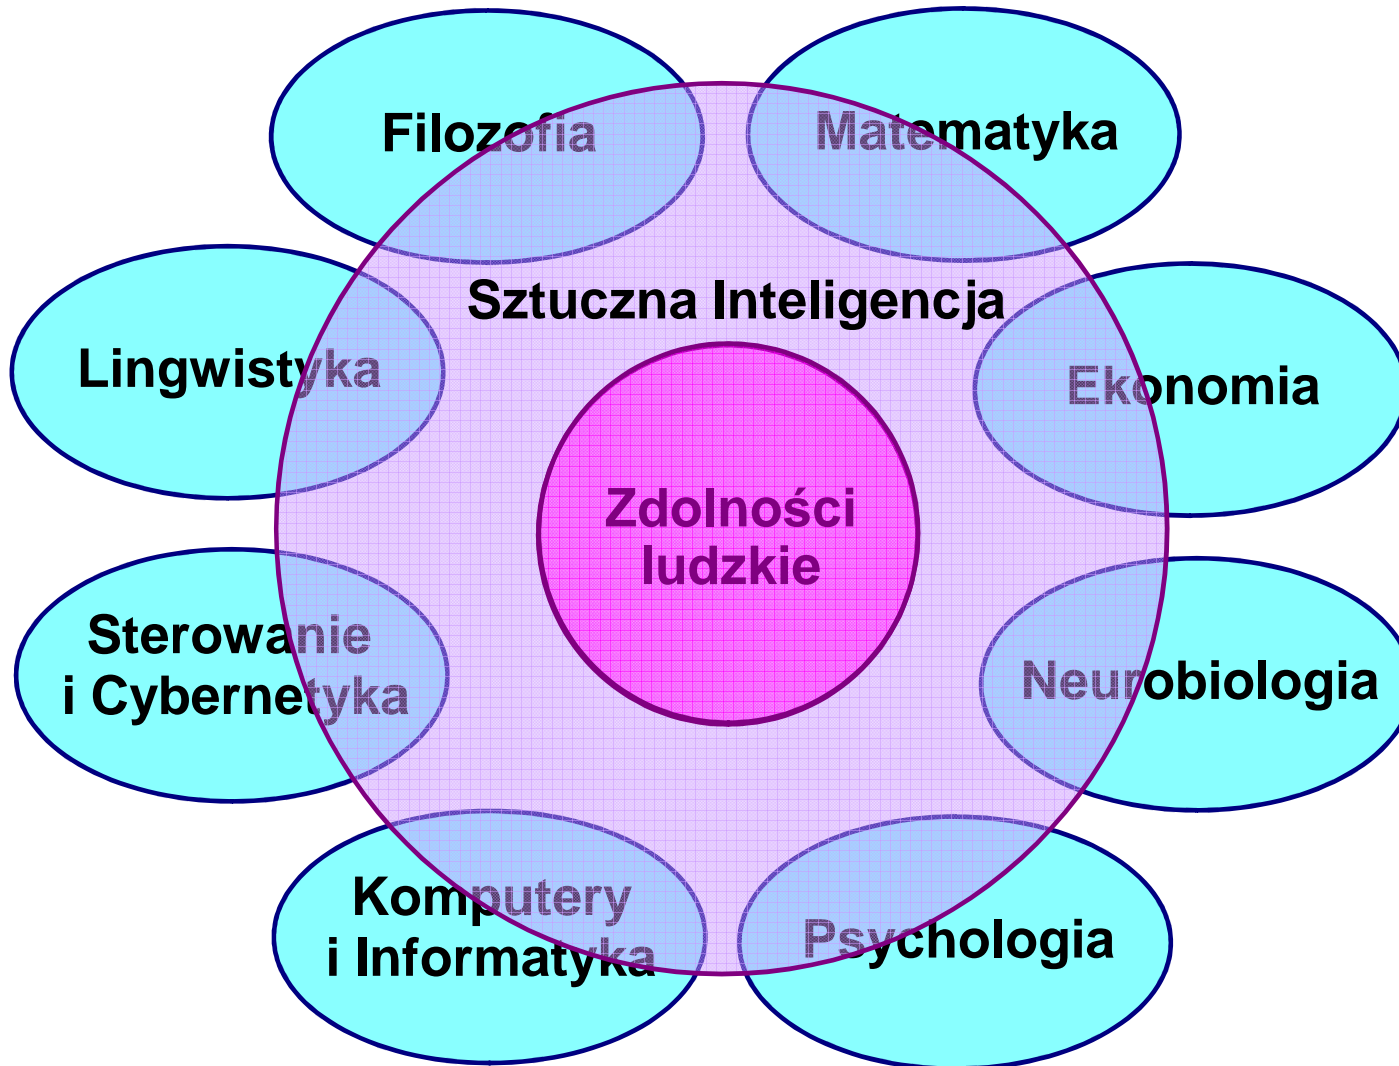 Filozofia
Matematyka
Sztuczna Inteligencja
Lingwistyka
Ekonomia
Zdolności
ludzkie
Sterowanie
i Cybernetyka
Neurobiologia
Komputery
i Informatyka
Psychologia